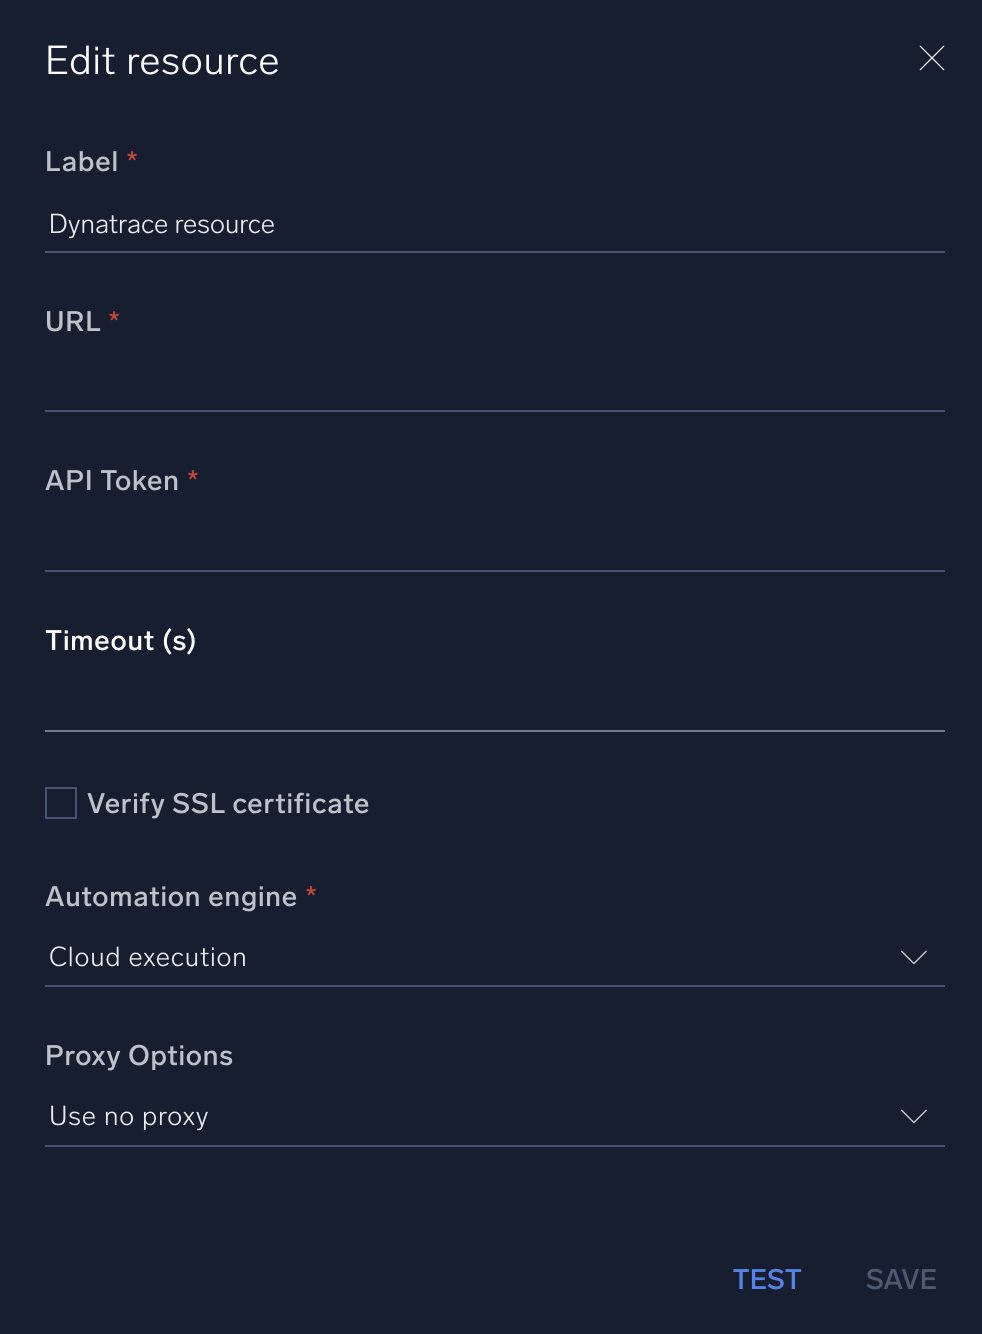 Edit resource
Label *
Dynatrace resource
URL *
API Token *
Timeout (s)
Verify SSL certificate
Automation engine *
Cloud execution
Proxy Options
Use no proxy
TEST SAVE